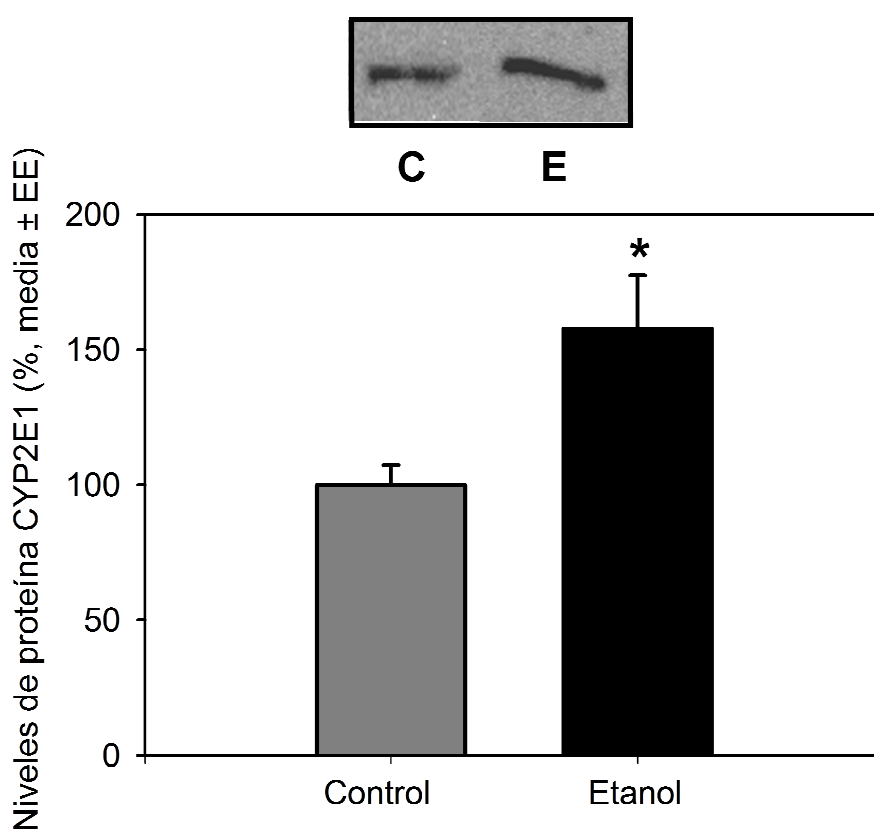 C E
Niveles de proteína CYP2E1 (%, media ± EE)
200
*
150
100
50
0
Control Etanol